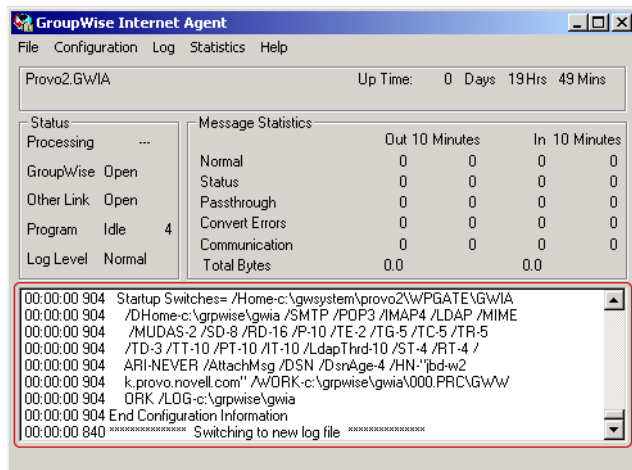 GroupWise Internet Agent
File Configuration Log Statistics Help
Provo2.GWIA Up Time: 0 Days 19 Hrs 49 Mins
Status
Processing ---
GroupWise Open
Other Link Open
Program Idle 4
Log Level Normal
Message Statistics
Out 10 Minutes In 10 Minutes
Normal 0 0 0 0
Status 0 0 0 0
Passthrough 0 0 0 0
Convert Errors 0 0 0 0
Communication 0 0 0 0
Total Bytes 0.0 0.0
00:00:00 904 Startup Switches= /Home-c:\gwsystem\provo2\WPGATE\GWIA
00:00:00 904 /DHome-c:\grpwise\gwia /SMTP /POP3 /IMAP4 /LDAP /MIME
00:00:00 904 /MUDAS-2 /SD-8 /RD-16 /P-10 /TE-2 /TG-5 /TC-5 /TR-5
00:00:00 904 /TD-3 /TT-10 /PT-10 /IT-10 /LdapThrd-10 /ST-4 /RT-4 /
00:00:00 904 ARI-NEVER /AttachMsg /DSN /DsnAge-4 /HN-"jbd-w2
00:00:00 904 k.provo.novell.com" /WORK-c:\grpwise\gwia\000.PRC\GWW
00:00:00 904 ORK /LOG-c:\grpwise\gwia
00:00:00 904 End Configuration Information
00:00:00 840 *************** Switching to new log file ***************